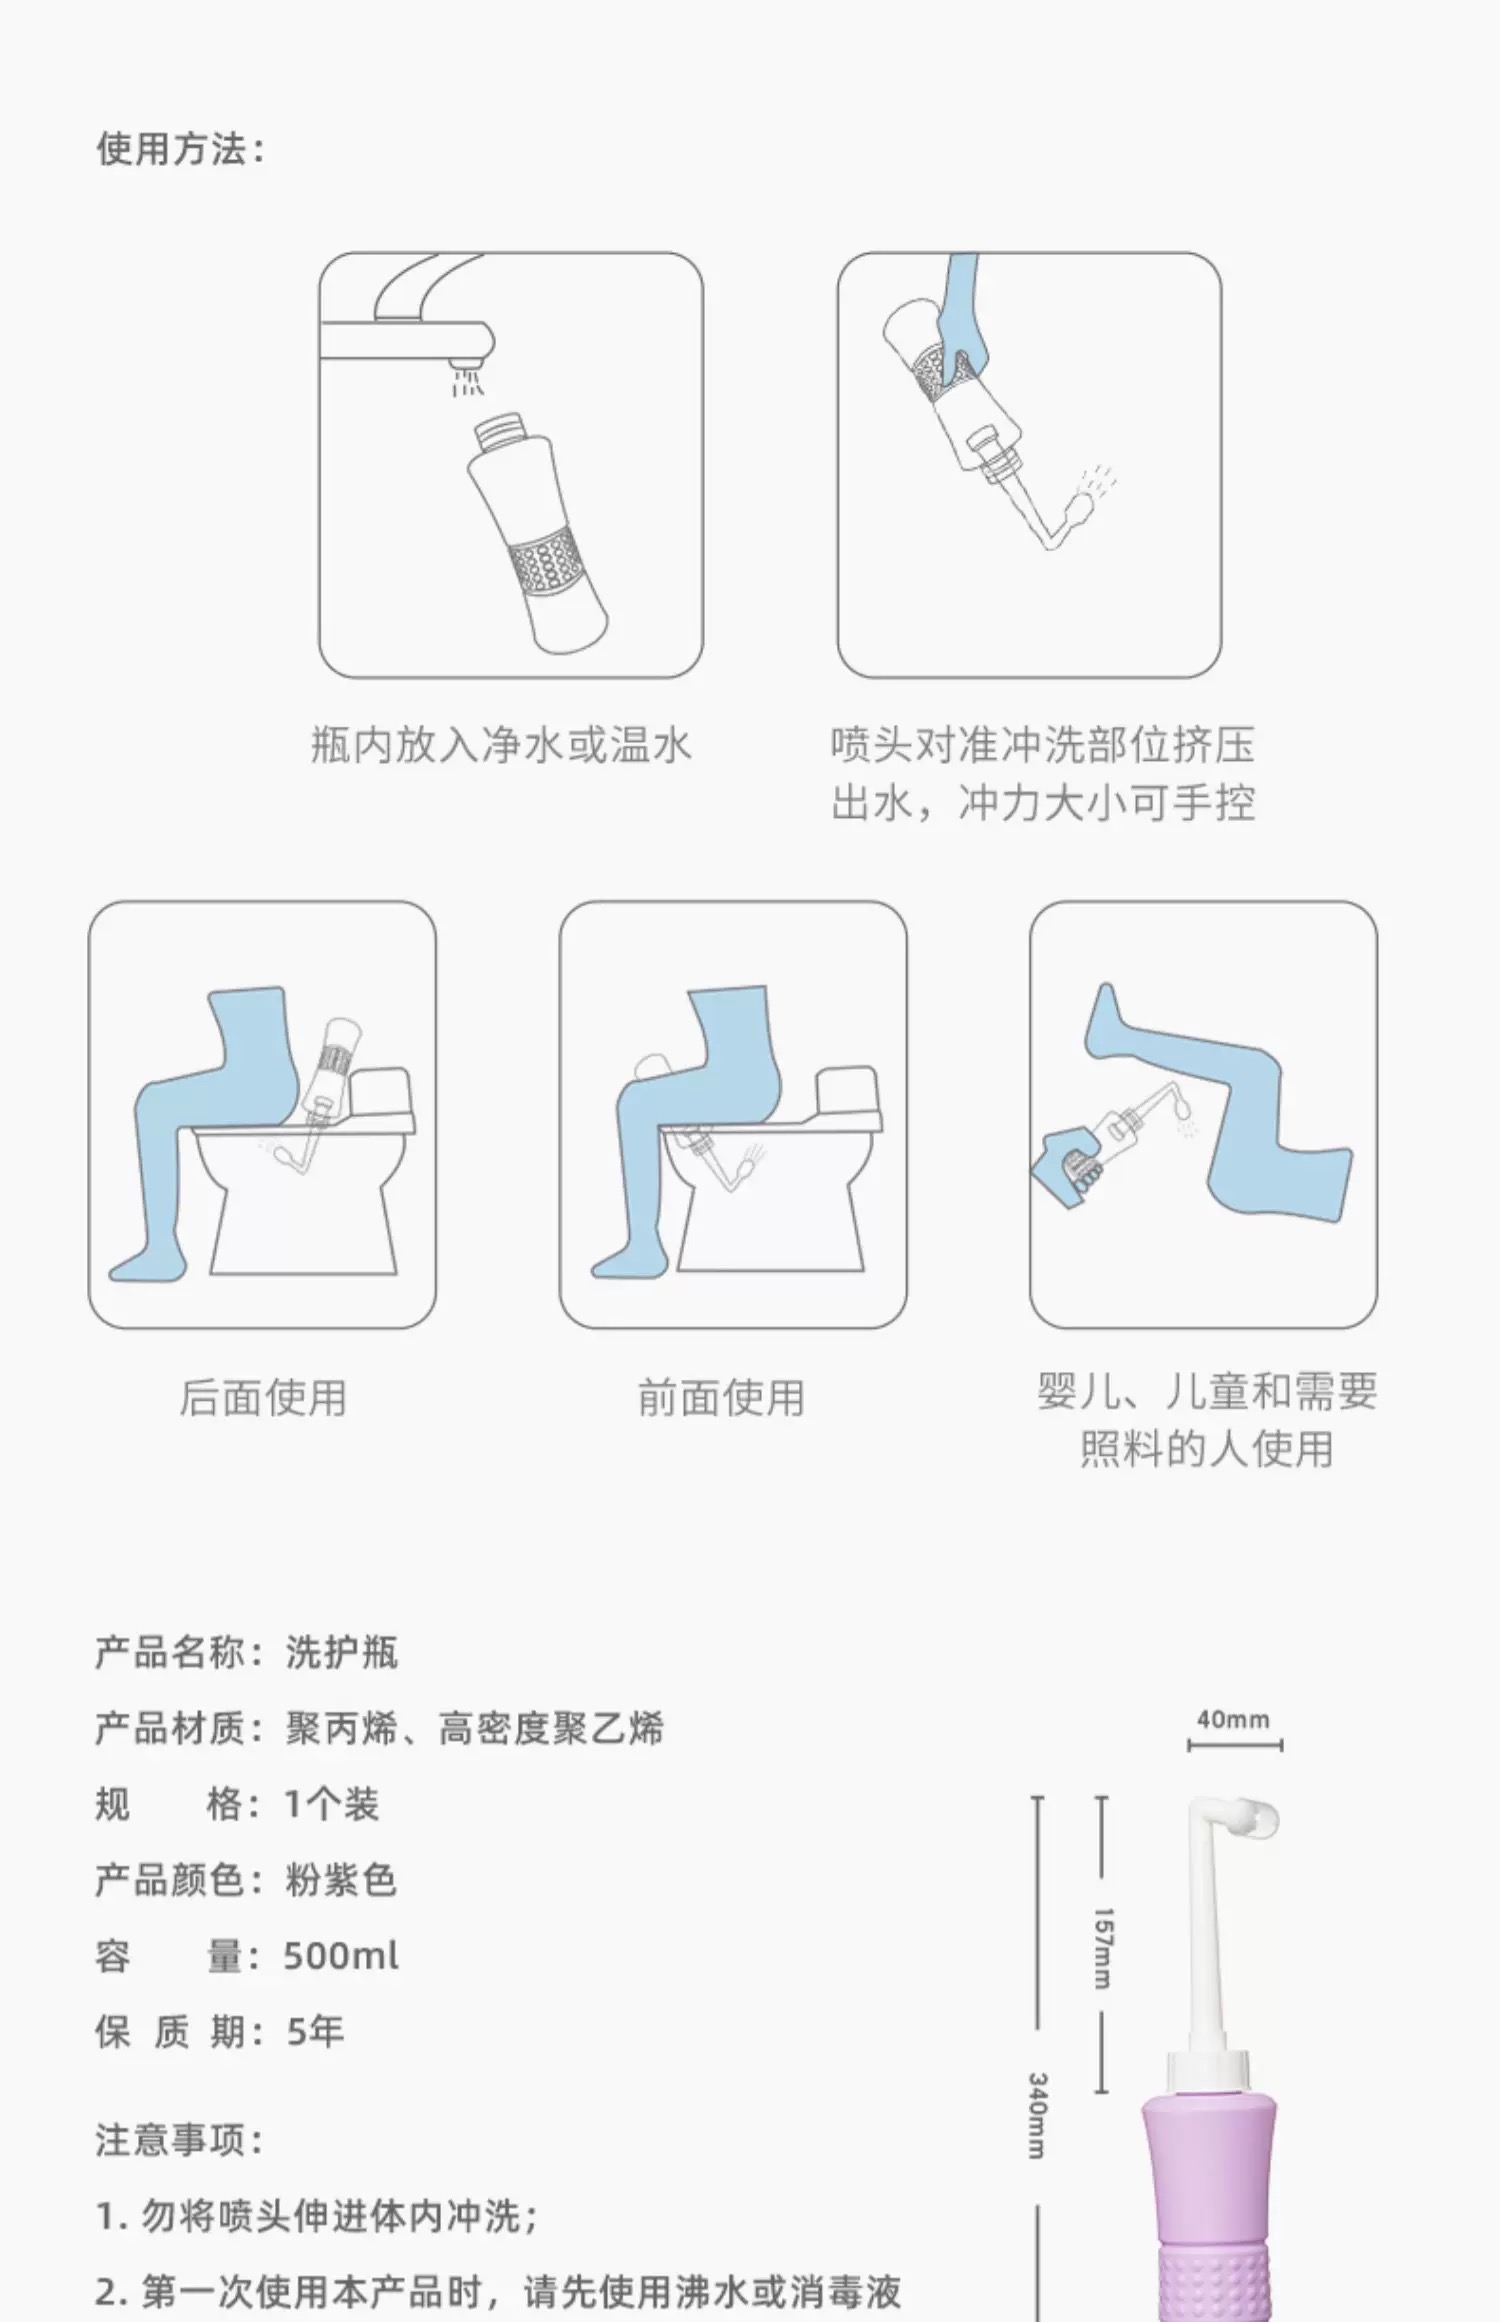 使用方法：
瓶内放入净水或温水
喷头对准冲洗部位挤压
出水，冲力大小可手控
后面使用
前面使用
婴儿、儿童和需要
照料的人使用
产品名称：洗护瓶
产品材质：聚丙烯、高密度聚乙烯
规 格：1个装
产品颜色：粉紫色
容 量：500ml
保 质 期：5年
40mm
157mm
340mm
注意事项：
1. 勿将喷头伸进体内冲洗；
2. 第一次使用本产品时，请先使用沸水或消毒液